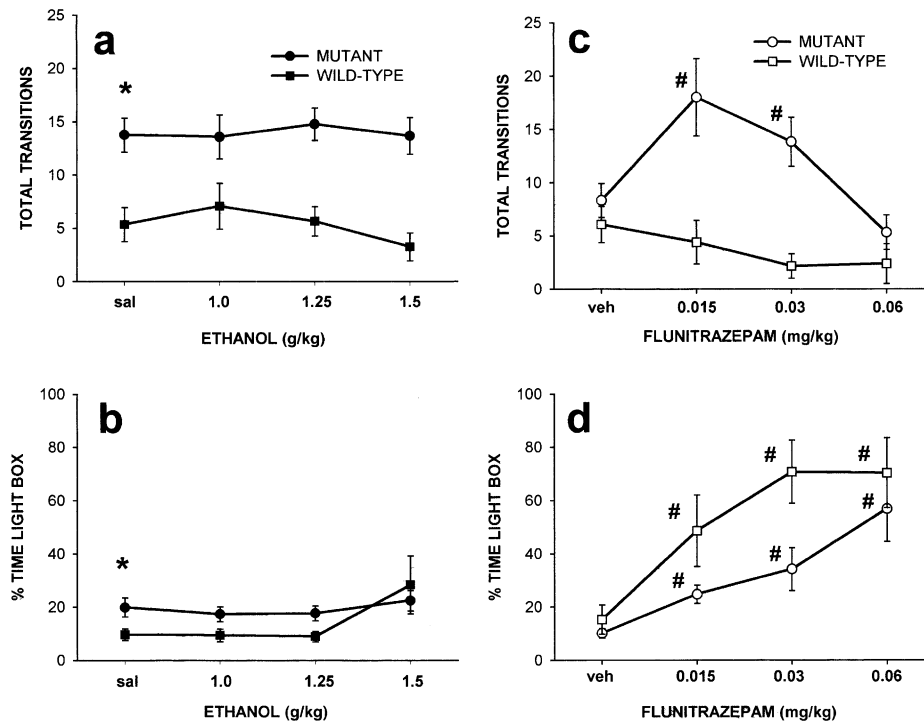 a
MUTANT
WILD-TYPE
*
TOTAL TRANSITIONS
25
20
15
10
5
0
sal 1.0 1.25 1.5
ETHANOL (g/kg)
c
MUTANT
WILD-TYPE
#
#
TOTAL TRANSITIONS
25
20
15
10
5
0
veh 0.015 0.03 0.06
FLUNITRAZEPAM (mg/kg)
b
*
% TIME LIGHT BOX
100
80
60
40
20
0
sal 1.0 1.25 1.5
ETHANOL (g/kg)
d
# # #
# # #
% TIME LIGHT BOX
100
80
60
40
20
0
veh 0.015 0.03 0.06
FLUNITRAZEPAM (mg/kg)